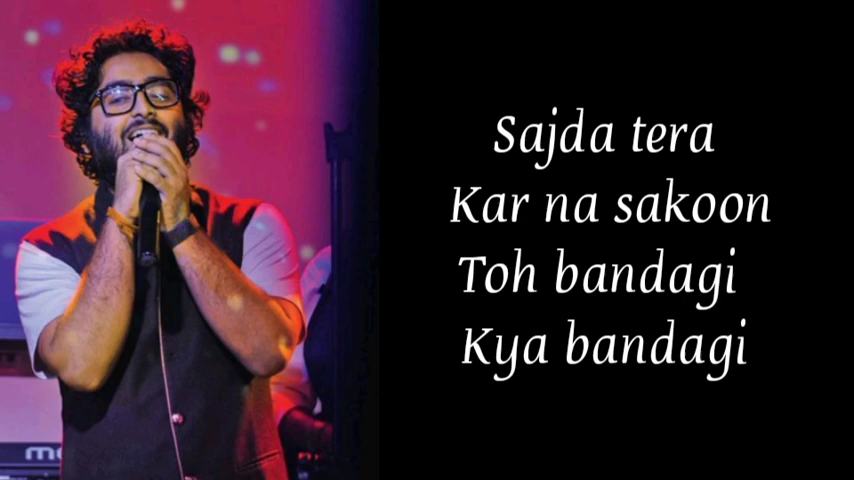 Sajda tera
Kar na sakoon
Toh bandagi
Kya bandagi